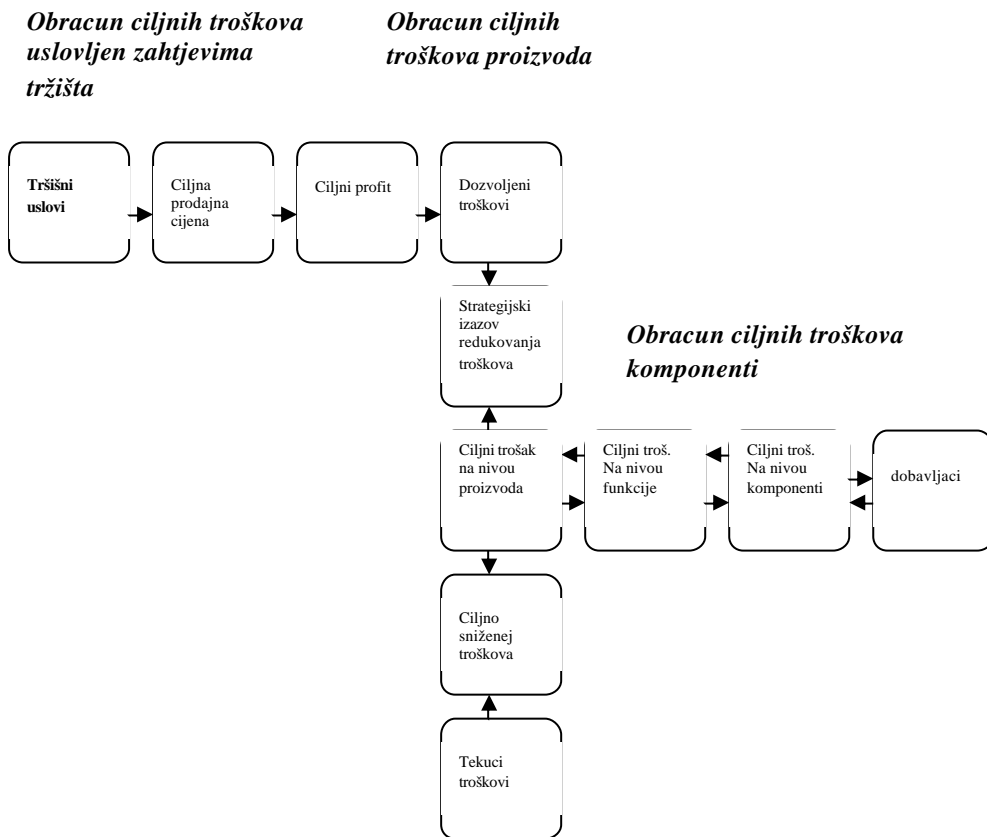 Obracun ciljnih troškova
uslovljen zahtjevima
tržišta
Obracun ciljnih
troškova proizvoda
Tršišni
uslovi
Ciljna
prodajna
cijena
Ciljni profit
Dozvoljeni
troškovi
Strategijski
izazov
redukovanja
troškova
Obracun ciljnih troškova
komponenti
Ciljni trošak
na nivou
proizvoda
Ciljni troš.
Na nivou
funkcije
Ciljni troš.
Na nivou
komponenti
dobavljaci
Ciljno
sniženej
troškova
Tekuci
troškovi